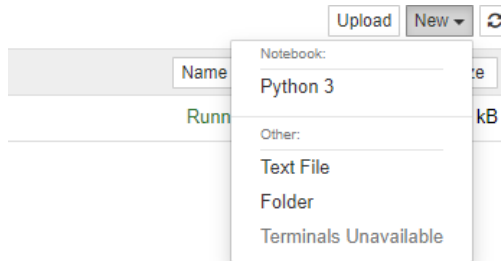 Upload New
Notebook:
Name
Python 3
Runn
kB
Other:
Text File
Folder
Terminals Unavailable